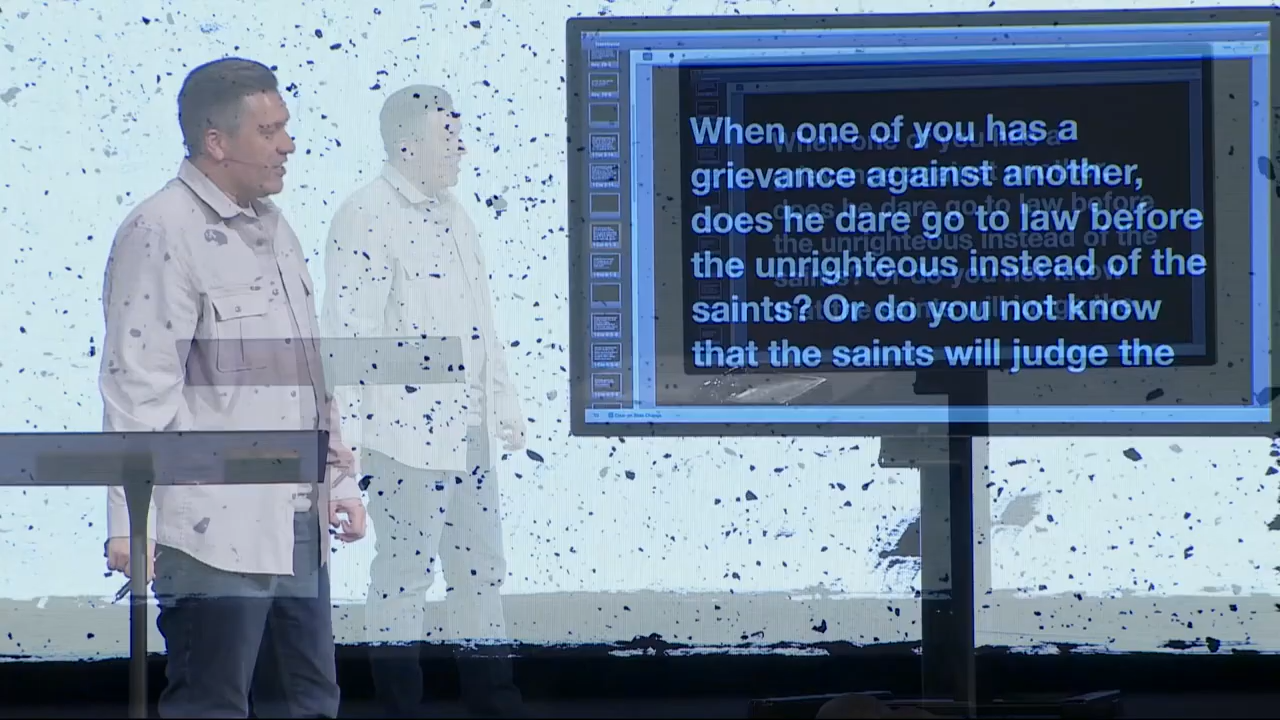 When one of you has a
grievance against another,
does he dare go to law before
the unrighteous instead of the
saints? Or do you not know
that the saints will judge the